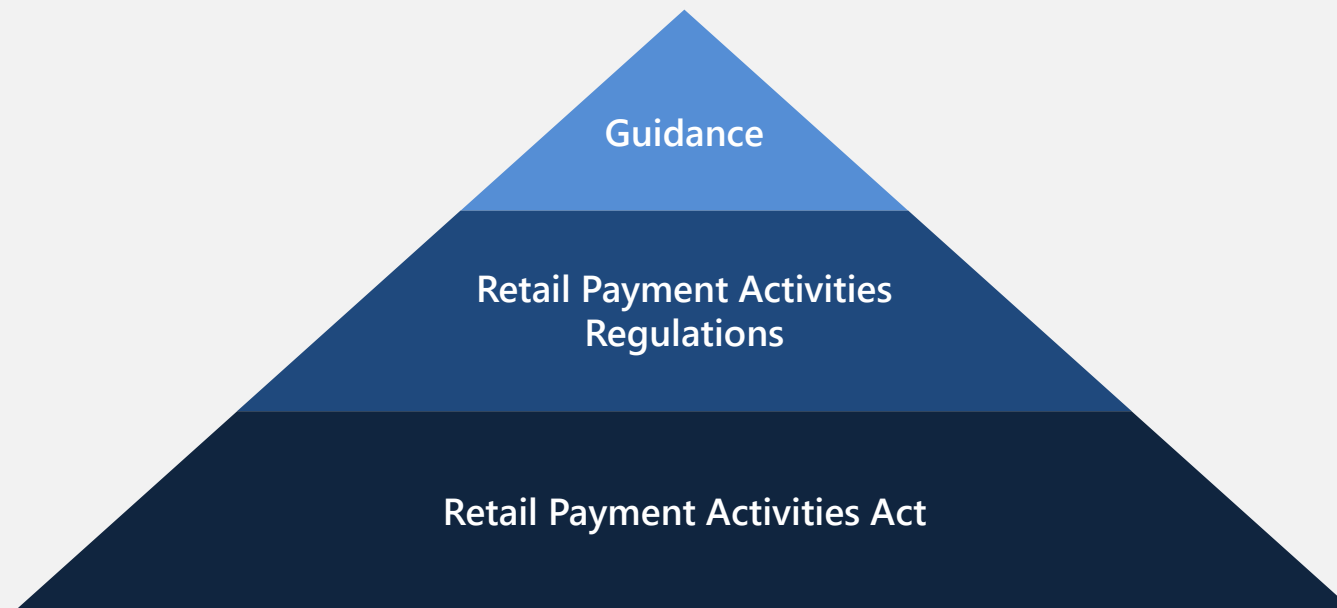 Guidance
Retail Payment Activities
Regulations
Retail Payment Activities Act